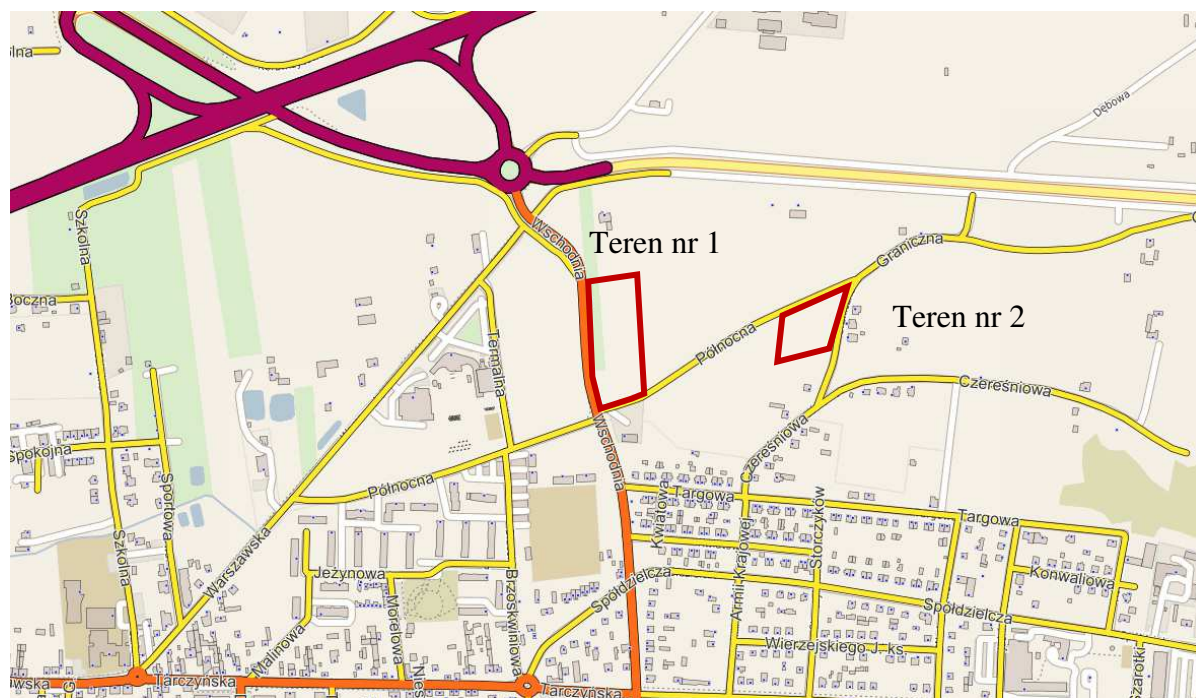 Dębowa
Szkolna
Wschodnia
Teren nr 1
Graniczna
Boczna
Termalna
Północna
Teren nr 2
Czereśniowa
Wschodnia
Czereśniowa
Spokojna
Sportowa
Północna
Kwiatowa
Targowa
Storczyków
Targowa
Szkolna
Warszawska
Jeżynowa
Morelowa
Brzoskwiniowa
Spółdzielcza
Armii Krajowej
Konwaliowa
Spółdzielcza
Malinowa
Wierzejskiego J. ks.
Tarczyńska
Tarczyńska